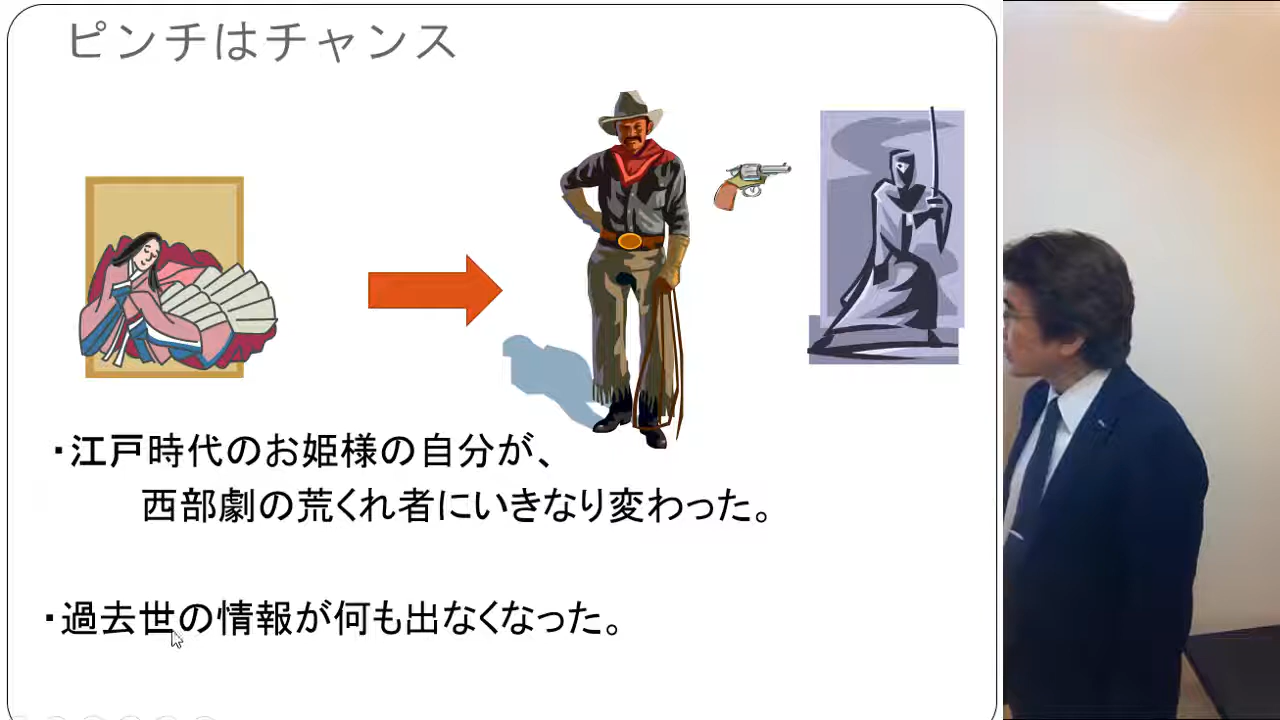 ピンチはチャンス
・江戸時代のお姫様の自分が、
西部劇の荒くれ者にいきなり変わった。
・過去世の情報が何も出なくなった。